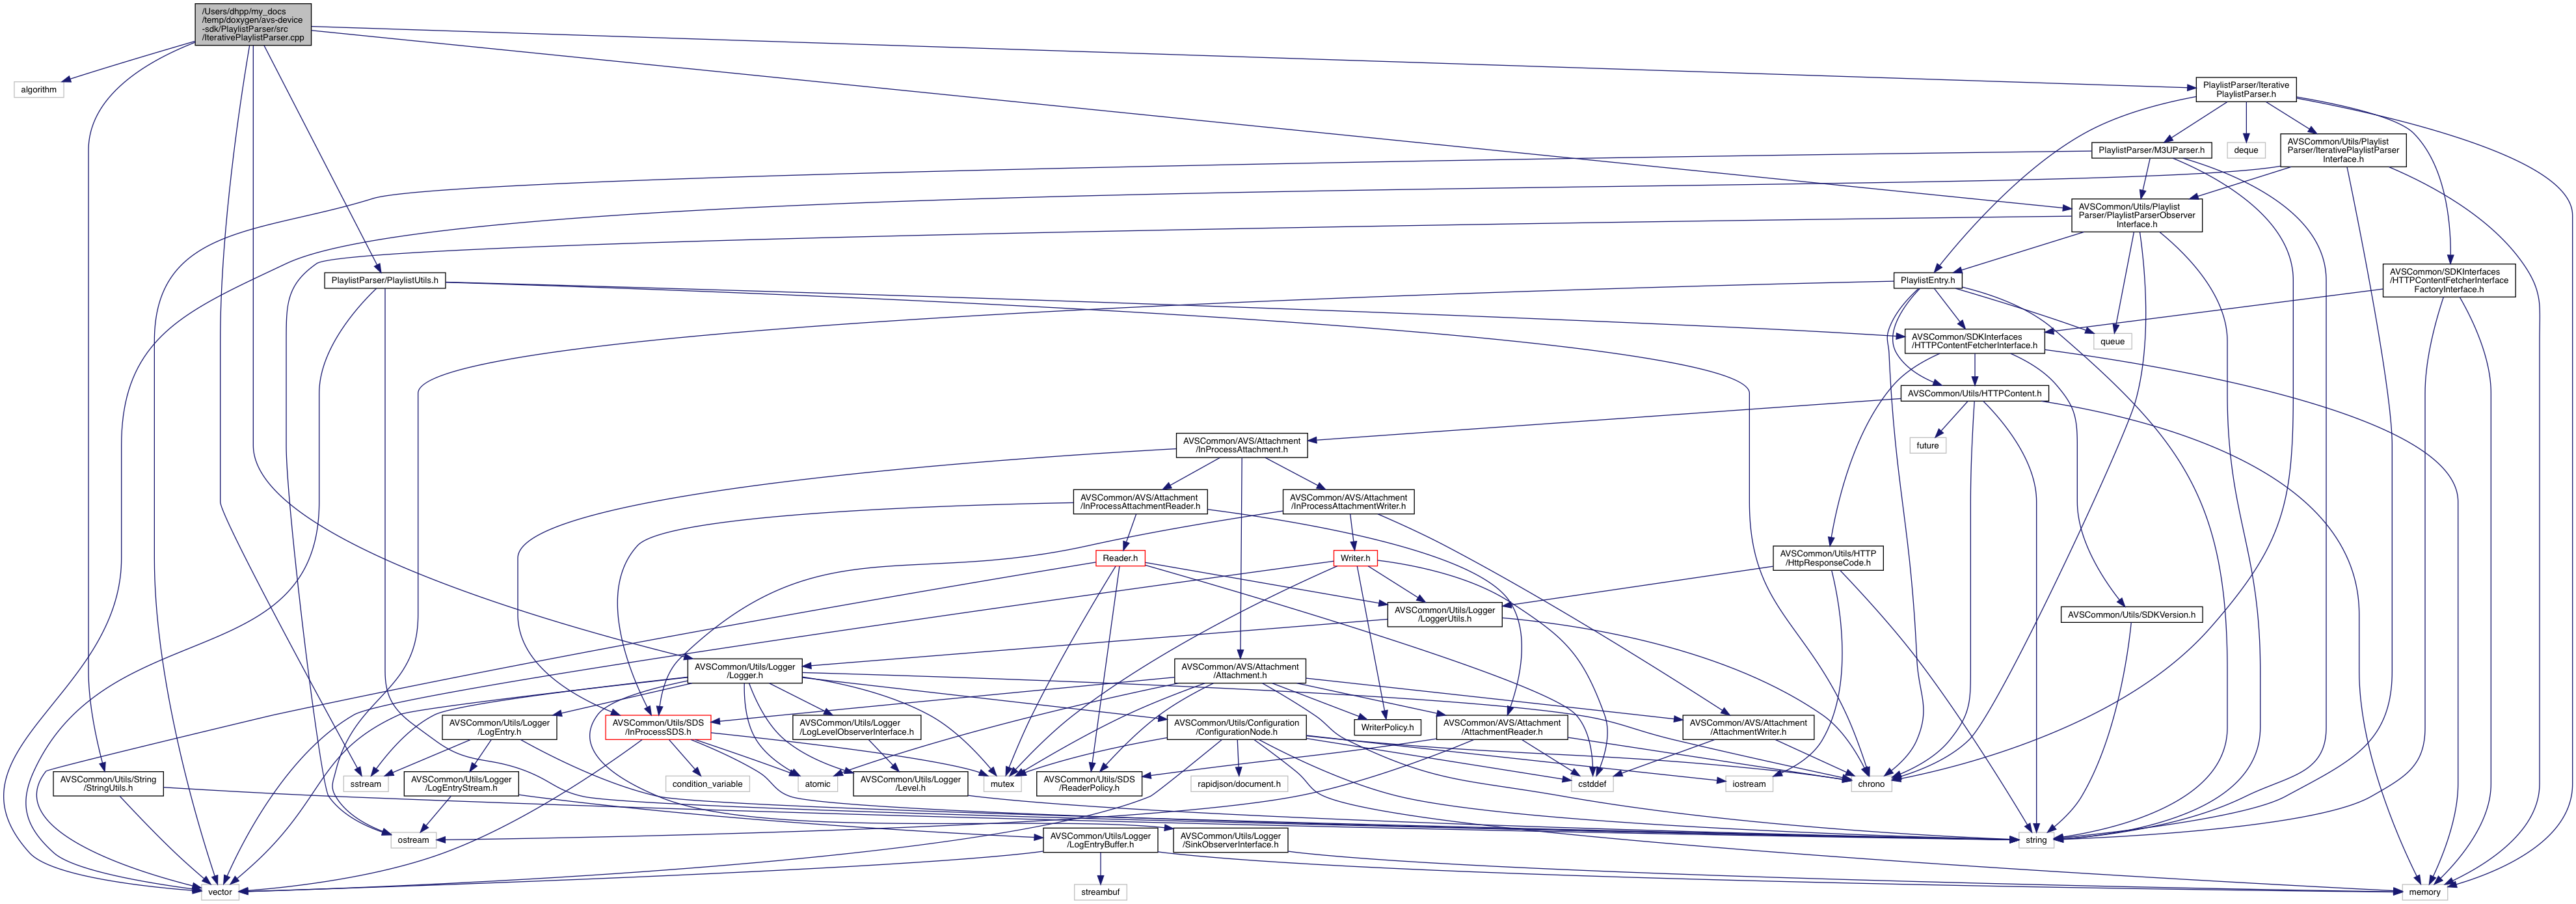 /Users/dhpp/my_docs
/temp/doxygen/avs-device
-sdk/PlaylistParser/src
/IterativePlaylistParser.cpp
algorithm
PlaylistParser/Iterative
PlaylistParser.h
PlaylistParser/M3UParser.h
deque
AVSCommon/Utils/Playlist
Parser/IterativePlaylistParser
Interface.h
AVSCommon/Utils/Playlist
Parser/PlaylistParserObserver
Interface.h
PlaylistParser/PlaylistUtils.h
PlaylistEntry.h
AVSCommon/SDKInterfaces
/HTTPContentFetcherInterface
FactoryInterface.h
AVSCommon/SDKInterfaces
/HTTPContentFetcherInterface.h
queue
AVSCommon/Utils/HTTPContent.h
AVSCommon/AVS/Attachment
/InProcessAttachment.h
future
AVSCommon/AVS/Attachment
/InProcessAttachmentReader.h
AVSCommon/AVS/Attachment
/InProcessAttachmentWriter.h
Reader.h
Writer.h
AVSCommon/Utils/HTTP
/HttpResponseCode.h
AVSCommon/Utils/Logger
/LoggerUtils.h
AVSCommon/Utils/SDKVersion.h
AVSCommon/Utils/Logger
/Logger.h
AVSCommon/AVS/Attachment
/Attachment.h
AVSCommon/Utils/Logger
/LogEntry.h
AVSCommon/Utils/SDS
/InProcessSDS.h
AVSCommon/Utils/Logger
/LogLevelObserverInterface.h
AVSCommon/Utils/Configuration
/ConfigurationNode.h
WriterPolicy.h
AVSCommon/AVS/Attachment
/AttachmentReader.h
AVSCommon/AVS/Attachment
/AttachmentWriter.h
AVSCommon/Utils/String
/StringUtils.h
sstream
AVSCommon/Utils/Logger
/LogEntryStream.h
condition_variable
atomic
AVSCommon/Utils/Logger
/Level.h
mutex
AVSCommon/Utils/SDS
/ReaderPolicy.h
rapidjson/document.h
cstddef
iostream
chrono
ostream
AVSCommon/Utils/Logger
/LogEntryBuffer.h
AVSCommon/Utils/Logger
/SinkObserverInterface.h
string
vector
streambuf
memory